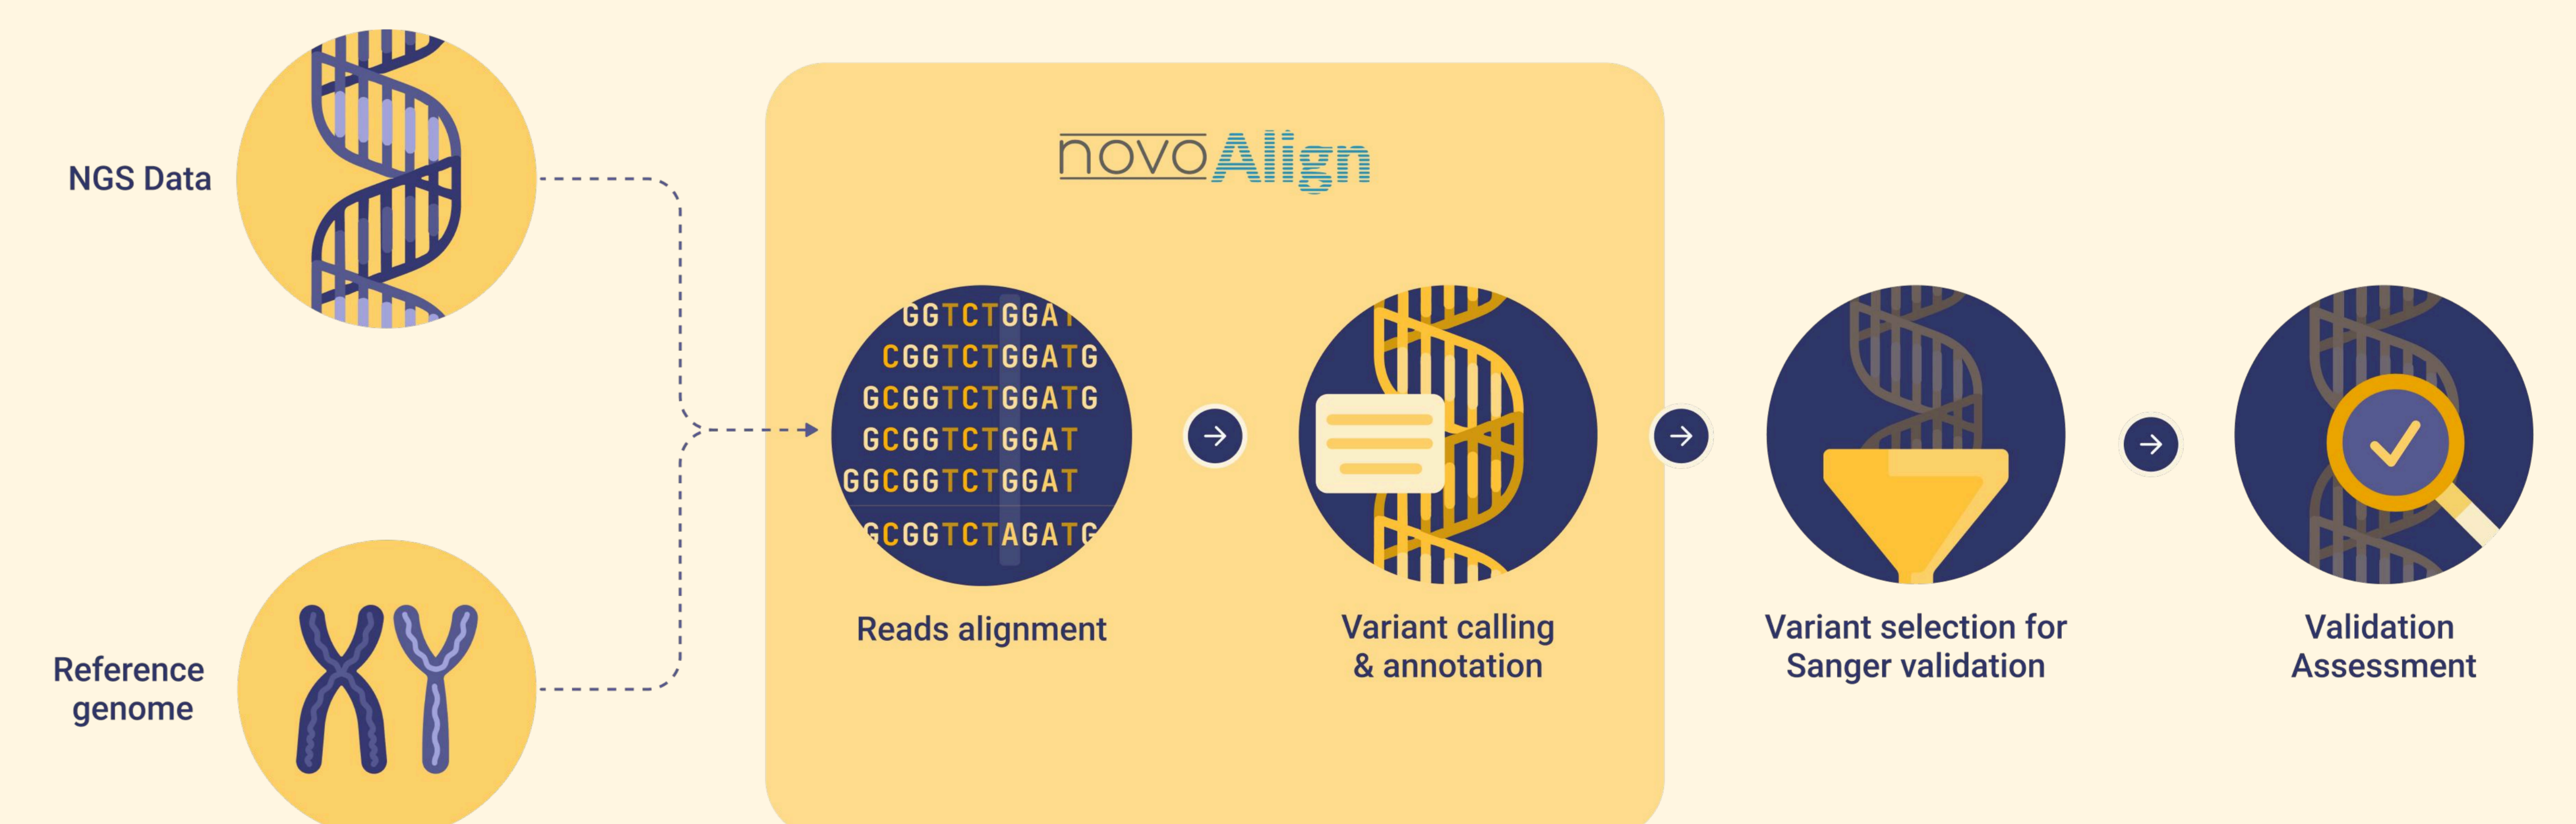 NGS Data
Reference
genome
novoAlign
GGTCTGGAT
CGGTCTGGATG
GCGGTCTGGATG
GCGGTCTGGAT
GGCGGTCTGGAT
GCGGTCTAGATG
Reads alignment
Variant calling
& annotation
Variant selection for
Sanger validation
Validation
Assessment